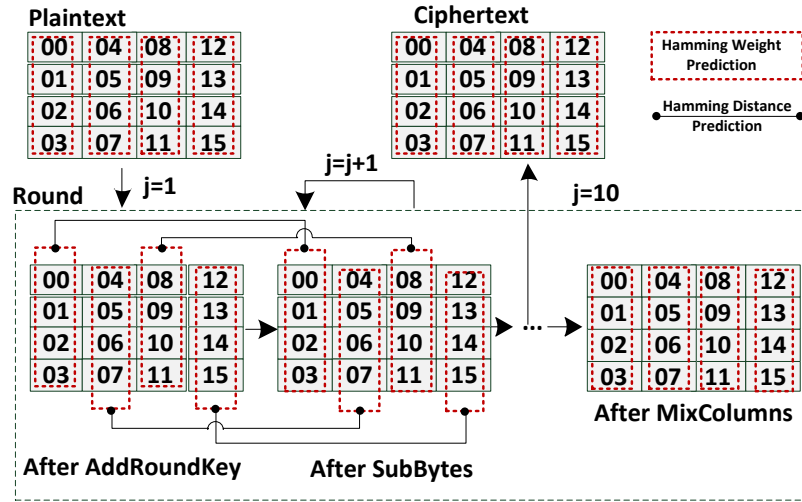 Plaintext
00 04 08 12
01 05 09 13
02 06 10 14
03 07 11 15
Ciphertext
00 04 08 12
01 05 09 13
02 06 10 14
03 07 11 15
Hamming Weight
Prediction
Hamming Distance
Prediction
j=1
j=j+1
j=10
Round
00 04 08 12
01 05 09 13
02 06 10 14
03 07 11 15
After AddRoundKey
00 04 08 12
01 05 09 13
02 06 10 14
03 07 11 15
After SubBytes
...
00 04 08 12
01 05 09 13
02 06 10 14
03 07 11 15
After MixColumns